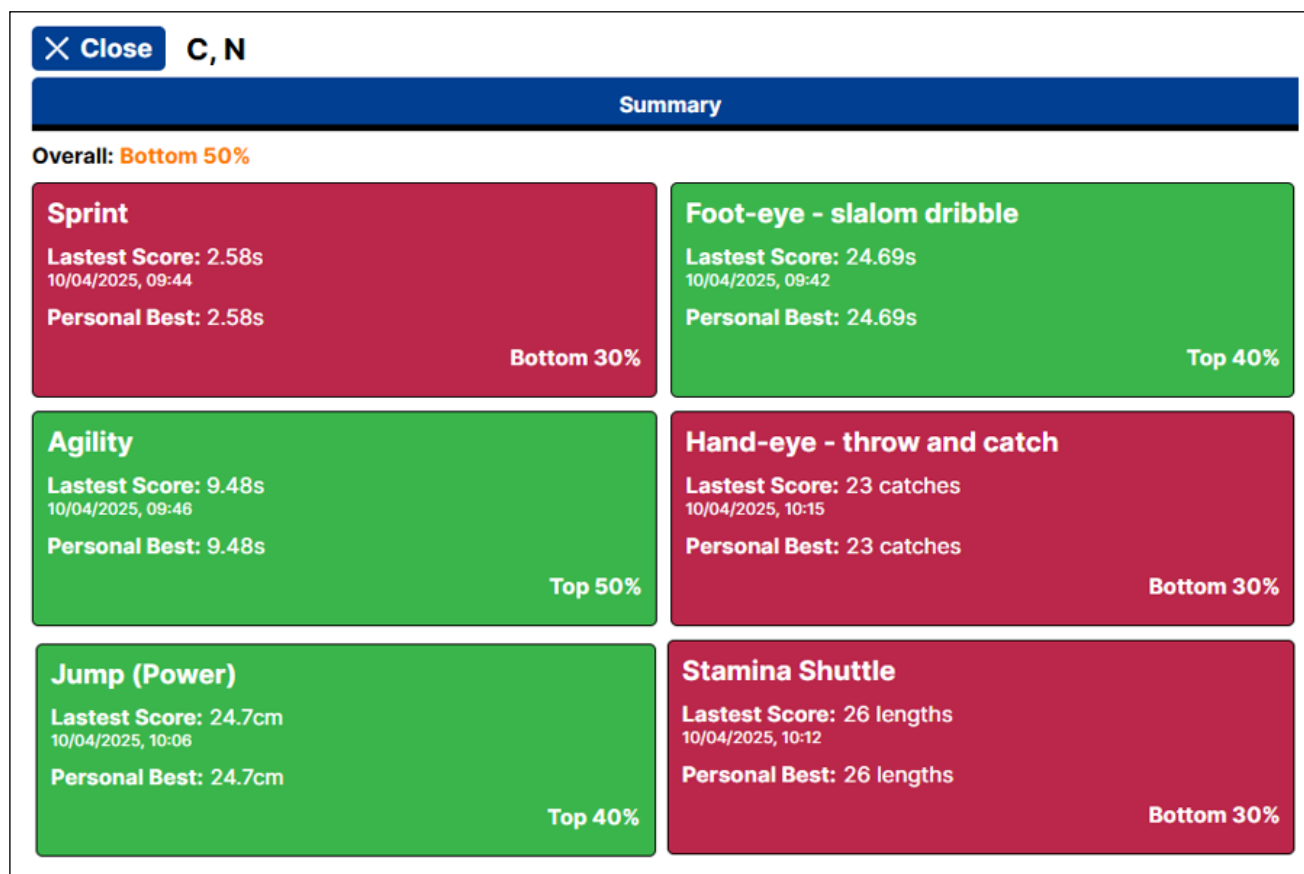 Close C, N
Summary
Overall: Bottom 50%
Sprint
Lastest Score: 2.58s
10/04/2025, 09:44
Personal Best: 2.58s
Bottom 30%
Foot-eye - slalom dribble
Lastest Score: 24.69s
10/04/2025, 09:42
Personal Best: 24.69s
Top 40%
Agility
Lastest Score: 9.48s
10/04/2025, 09:46
Personal Best: 9.48s
Top 50%
Hand-eye - throw and catch
Lastest Score: 23 catches
10/04/2025, 10:15
Personal Best: 23 catches
Bottom 30%
Jump (Power)
Lastest Score: 24.7cm
10/04/2025, 10:06
Personal Best: 24.7cm
Top 40%
Stamina Shuttle
Lastest Score: 26 lengths
10/04/2025, 10:12
Personal Best: 26 lengths
Bottom 30%